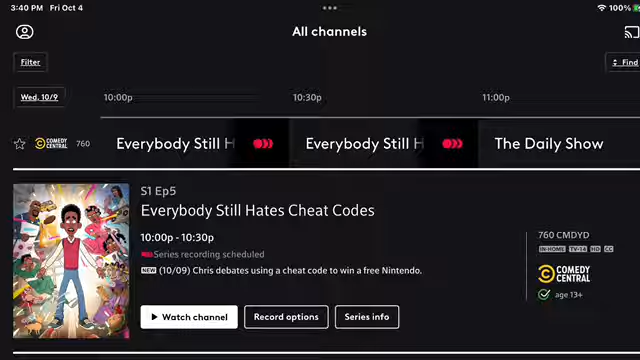 3:40 PM Fri Oct 4
100%
All channels
Filter
Find
Wed, 10/9
10:00p
10:30p
11:00p
COMEDY CENTRAL 760
Everybody Still H
Everybody Still H
The Daily Show
S1 Ep5
Everybody Still Hates Cheat Codes
10:00p - 10:30p
Series recording scheduled
NEW (10/09) Chris debates using a cheat code to win a free Nintendo.
760 CMDYD
IN-HOME TV-14 HD CC
COMEDY
CENTRAL
age 13+
Watch channel
Record options
Series info